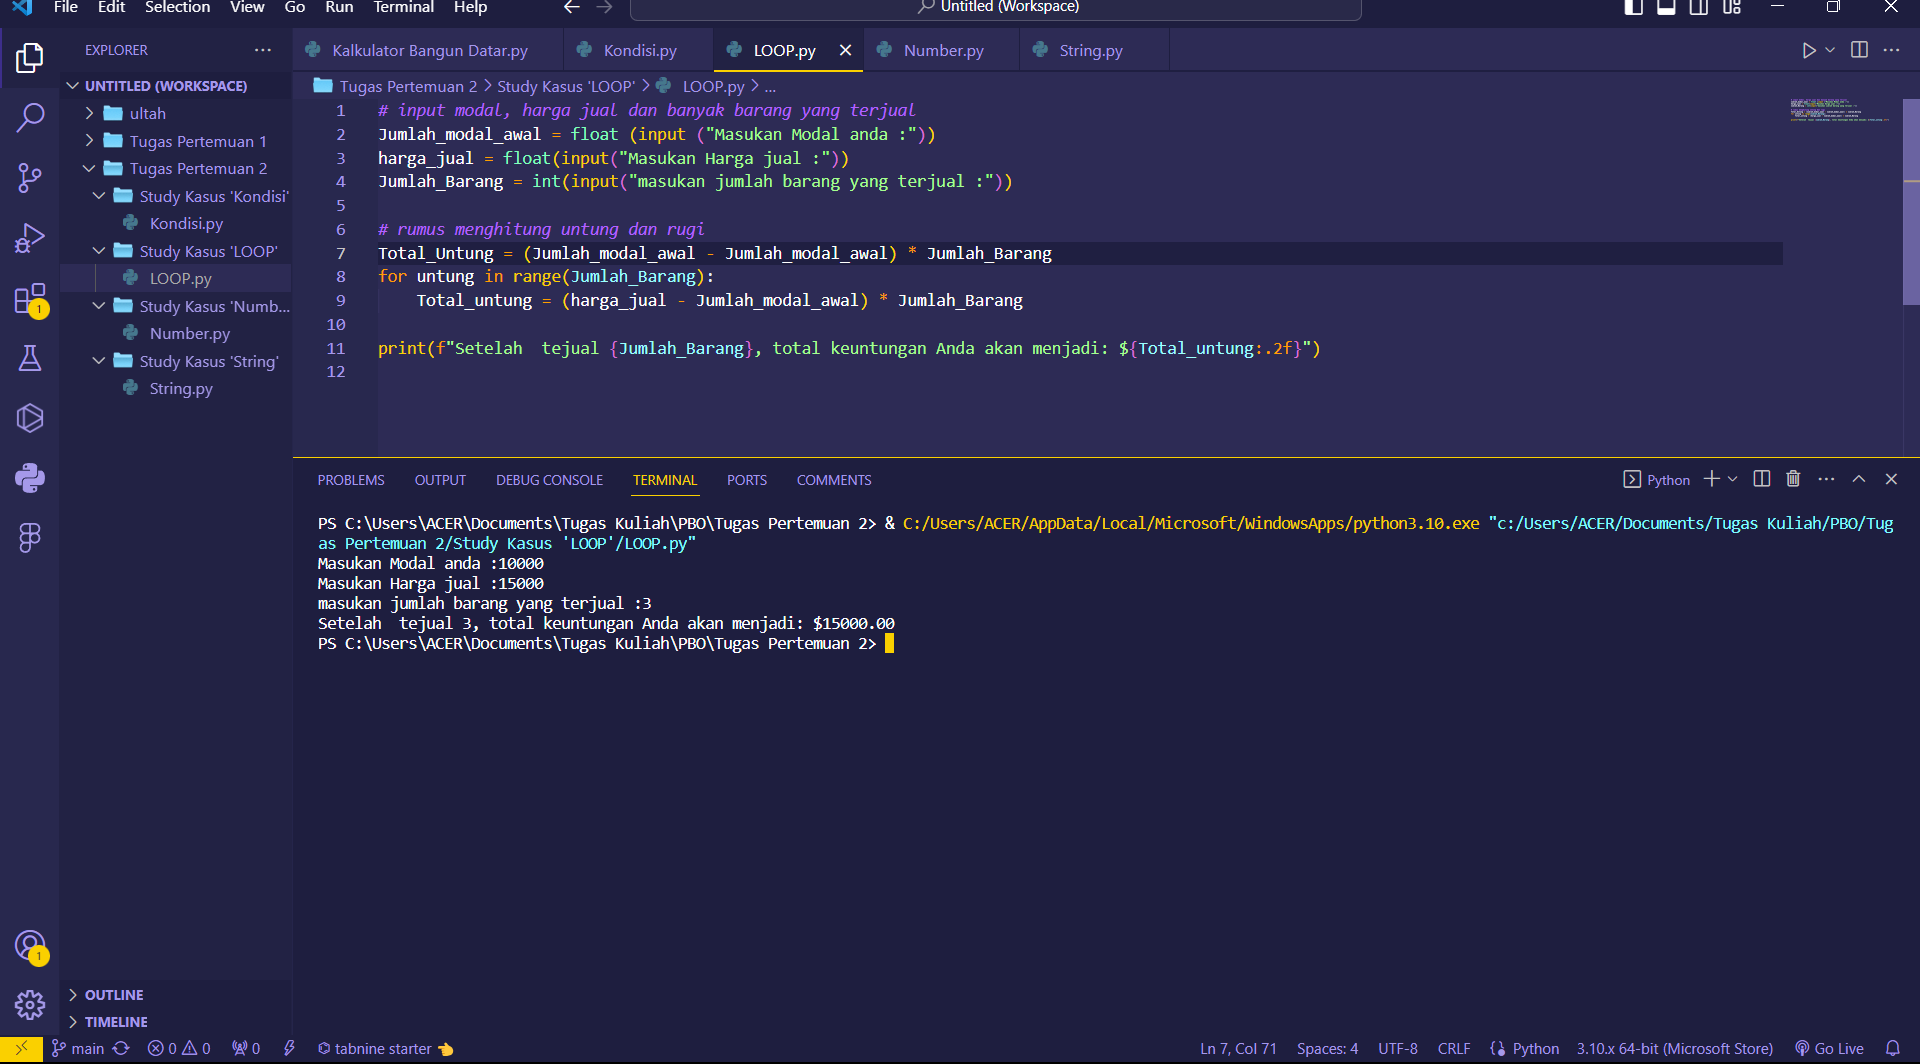 File Edit Selection View Go Run Terminal Help
Untitled (Workspace)
EXPLORER
UNTITLED (WORKSPACE)
ultah
Tugas Pertemuan 1
Tugas Pertemuan 2
Study Kasus 'Kondisi'
Kondisi.py
Study Kasus 'LOOP'
LOOP.py
Study Kasus 'Numb...
Number.py
Study Kasus 'String'
String.py
OUTLINE
TIMELINE
Kalkulator Bangun Datar.py Kondisi.py LOOP.py Number.py String.py
Tugas Pertemuan 2 > Study Kasus 'LOOP' > LOOP.py > ...
1 # input modal, harga jual dan banyak barang yang terjual
2 Jumlah_modal_awal = float (input ("Masukan Modal anda :"))
3 harga_jual = float(input("Masukan Harga jual :"))
4 Jumlah_Barang = int(input("masukan jumlah barang yang terjual :"))
5
6 # rumus menghitung untung dan rugi
7 Total_Untung = (Jumlah_modal_awal - Jumlah_modal_awal) * Jumlah_Barang
8 for untung in range(Jumlah_Barang):
9     Total_untung = (harga_jual - Jumlah_modal_awal) * Jumlah_Barang
10
11 print(f"Setelah  tejual {Jumlah_Barang}, total keuntungan Anda akan menjadi: ${Total_untung:.2f}")
12
PROBLEMS OUTPUT DEBUG CONSOLE TERMINAL PORTS COMMENTS
Python
PS C:\Users\ACER\Documents\Tugas Kuliah\PBO\Tugas Pertemuan 2> & C:/Users/ACER/AppData/Local/Microsoft/WindowsApps/python3.10.exe "c:/Users/ACER/Documents/Tugas Kuliah/PBO/Tug
as Pertemuan 2/Study Kasus 'LOOP'/LOOP.py"
Masukan Modal anda :10000
Masukan Harga jual :15000
masukan jumlah barang yang terjual :3
Setelah  tejual 3, total keuntungan Anda akan menjadi: $15000.00
PS C:\Users\ACER\Documents\Tugas Kuliah\PBO\Tugas Pertemuan 2>
1
1
main 0 0 0 tabnine starter Ln 7, Col 71 Spaces: 4 UTF-8 CRLF Python 3.10.x 64-bit (Microsoft Store) Go Live